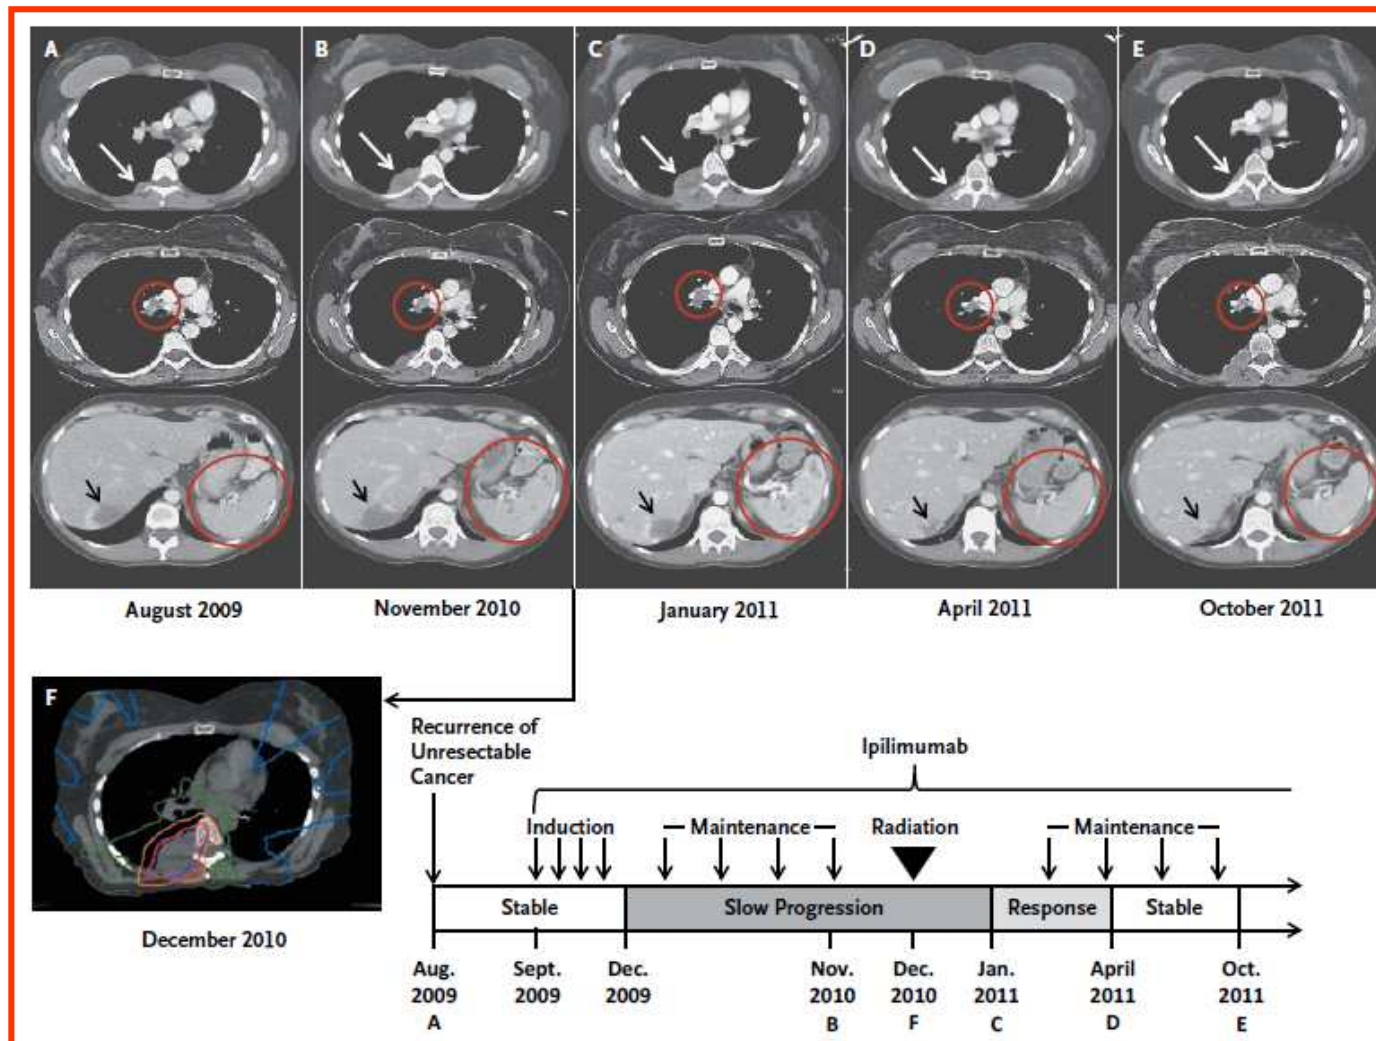 A B C D E
August 2009 November 2010 January 2011 April 2011 October 2011
F
December 2010
Recurrence of
Unresectable
Cancer
Ipilimumab
Induction Maintenance Radiation Maintenance
Stable Slow Progression Response Stable
Aug. Sept. Dec. Nov. Dec. Jan. April Oct.
2009 2009 2009 2010 2010 2011 2011 2011
A B F C D E